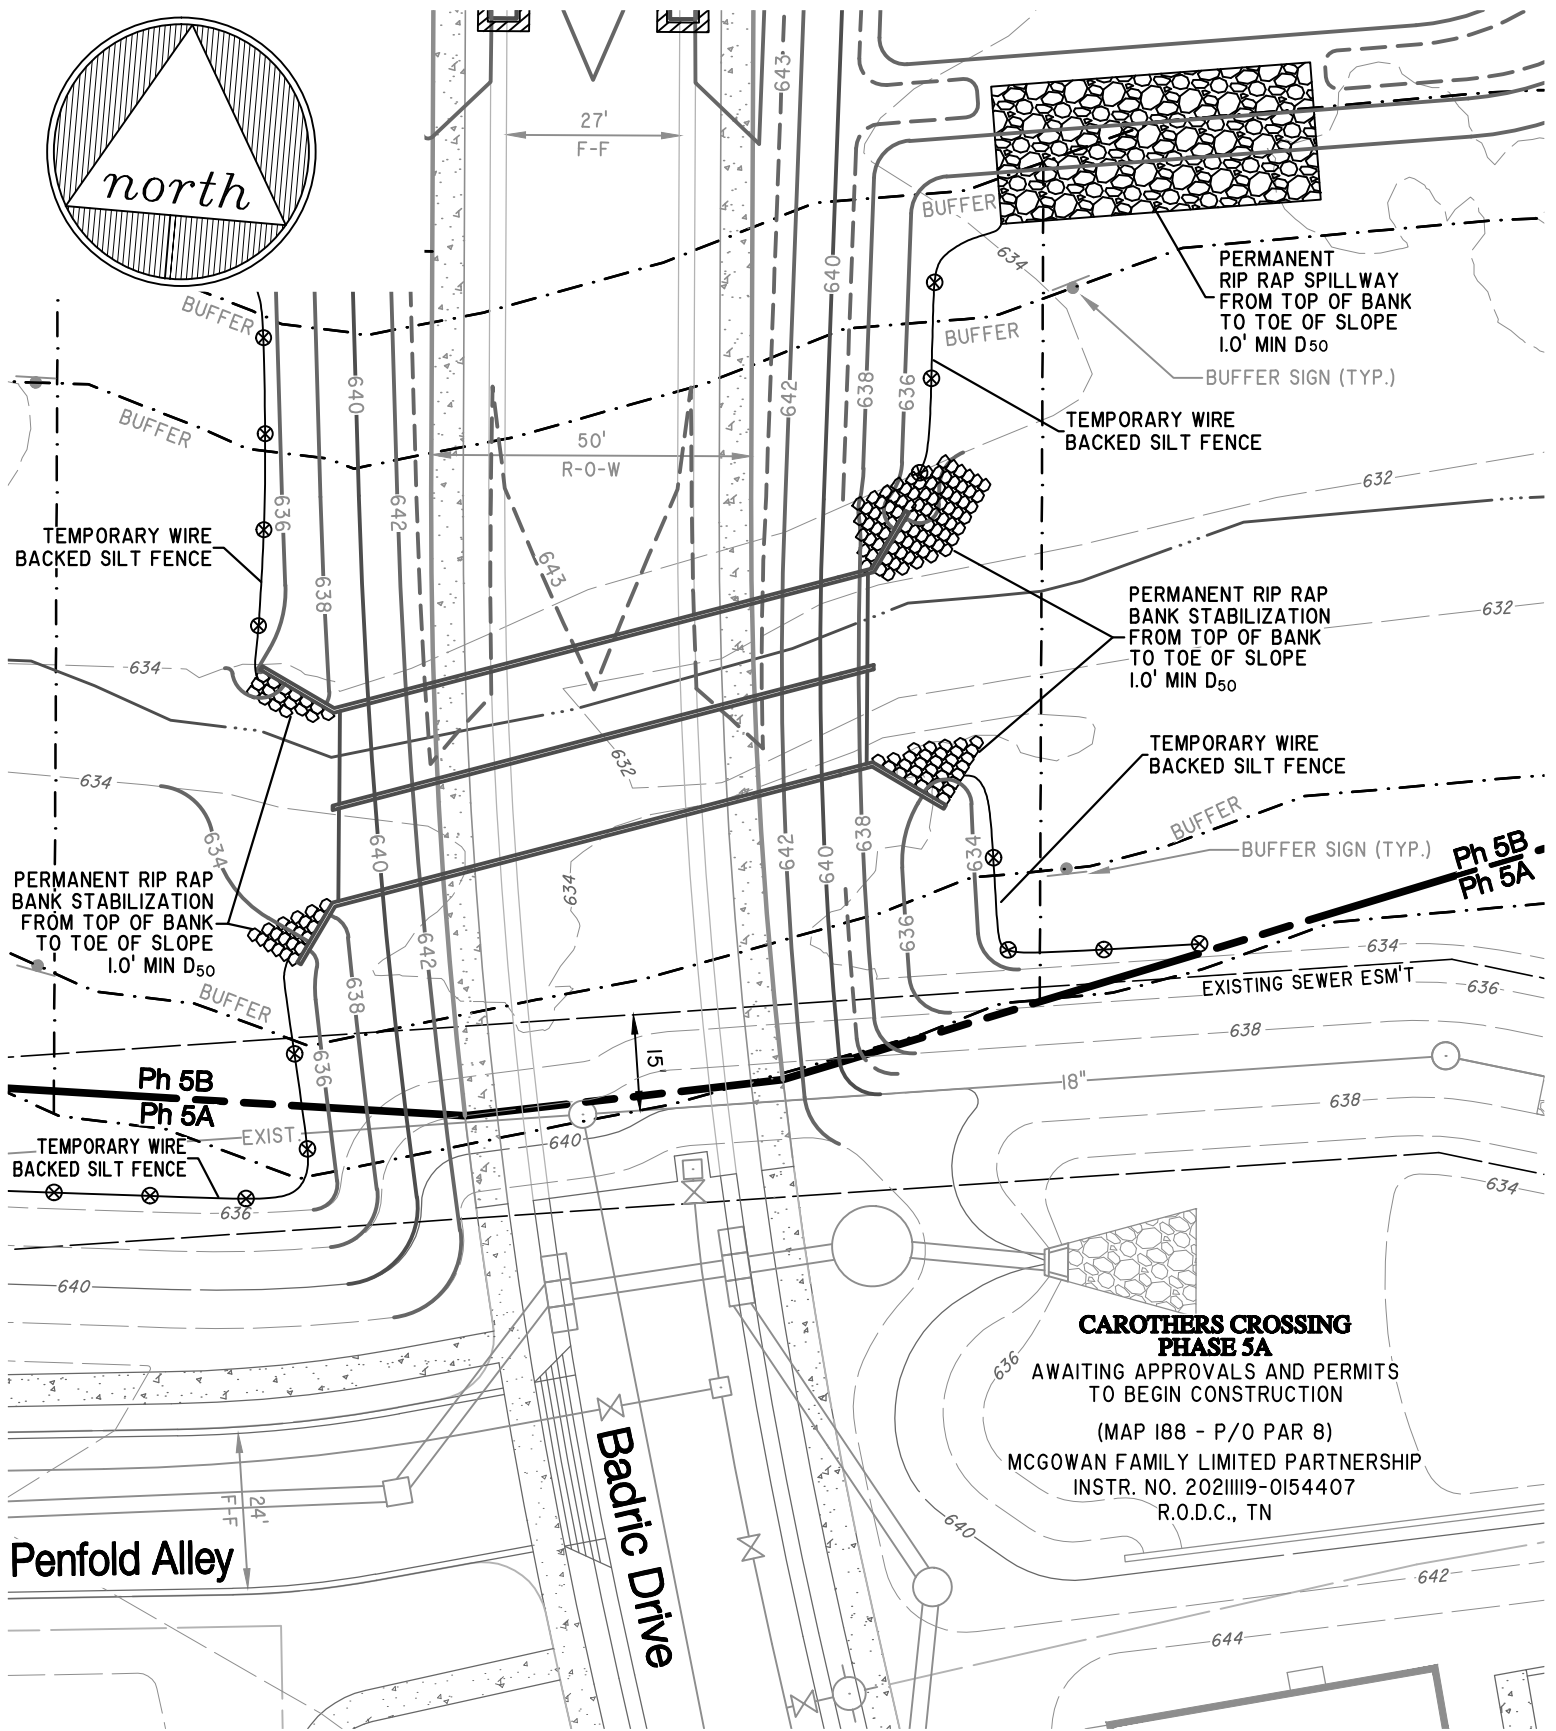 north
27'
F-F
643
640
BUFFER
634
PERMANENT
RIP RAP SPILLWAY
FROM TOP OF BANK
TO TOE OF SLOPE
1.0' MIN D50
BUFFER
BUFFER
BUFFER SIGN (TYP.)
640
642
638
636
BUFFER
TEMPORARY WIRE
BACKED SILT FENCE
50'
R-O-W
632
636
642
TEMPORARY WIRE
BACKED SILT FENCE
643
638
PERMANENT RIP RAP
BANK STABILIZATION
FROM TOP OF BANK
TO TOE OF SLOPE
1.0' MIN D50
632
634
632
TEMPORARY WIRE
BACKED SILT FENCE
634
BUFFER
634
640
642
640
638
634
BUFFER SIGN (TYP.)
Ph 5B
Ph 5A
PERMANENT RIP RAP
BANK STABILIZATION
FROM TOP OF BANK
TO TOE OF SLOPE
1.0' MIN D50
634
636
642
634
EXISTING SEWER ESM'T
636
BUFFER
638
638
15'
636
18"
Ph 5B
Ph 5A
638
EXIST.
640
TEMPORARY WIRE
BACKED SILT FENCE
634
636
640
CAROTHERS CROSSING
PHASE 5A
AWAITING APPROVALS AND PERMITS
TO BEGIN CONSTRUCTION
636
(MAP 188 - P/O PAR 8)
MCGOWAN FAMILY LIMITED PARTNERSHIP
INSTR. NO. 20211119-0154407
R.O.D.C., TN
24'
F-F
640
Badric Drive
Penfold Alley
642
644